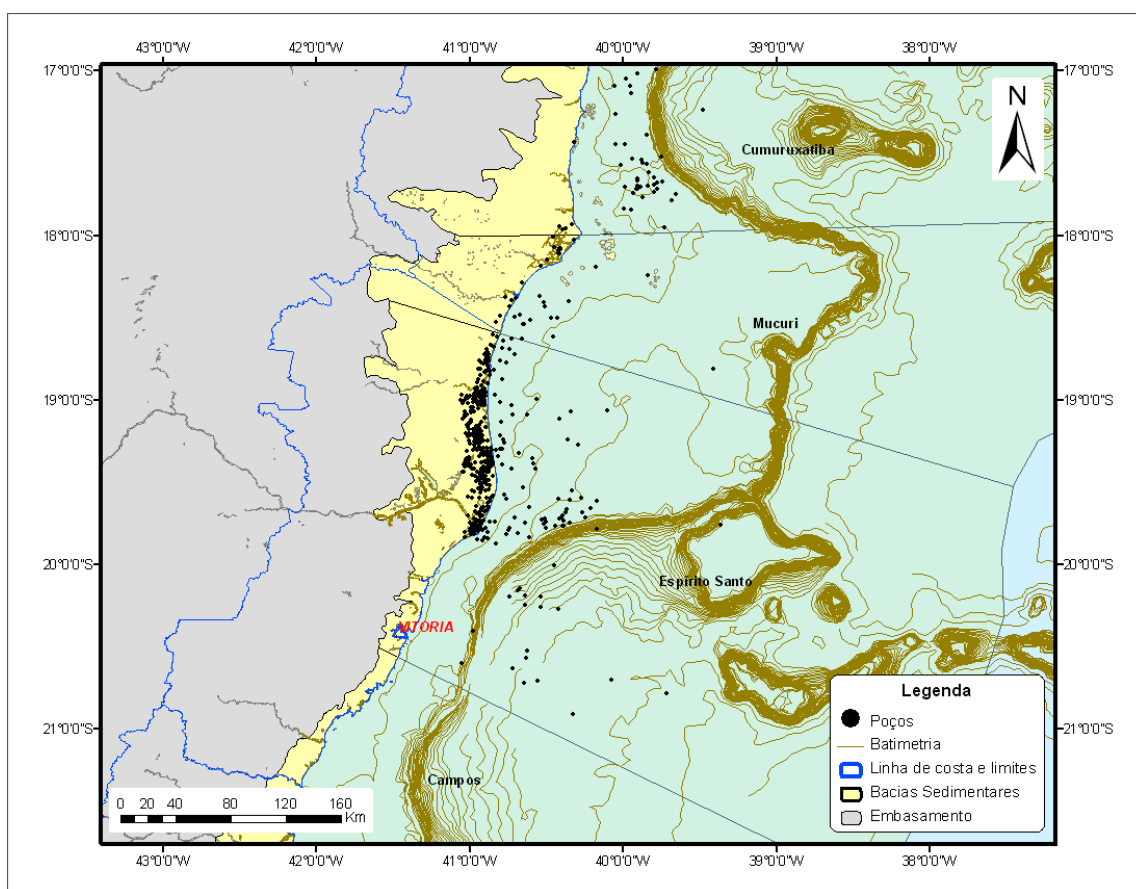 43°0'0"W 42°0'0"W 41°0'0"W 40°0'0"W 39°0'0"W 38°0'0"W
17°0'0"S 17°0'0"S
N
Cumuruxatiba
18°0'0"S 18°0'0"S
Mucuri
19°0'0"S 19°0'0"S
20°0'0"S 20°0'0"S
Espírito Santo
VITORIA
21°0'0"S 21°0'0"S
Campos
Legenda
Poços
Batimetria
Linha de costa e limites
Bacias Sedimentares
Embasamento
0 20 40 80 120 160
Km
43°0'0"W 42°0'0"W 41°0'0"W 40°0'0"W 39°0'0"W 38°0'0"W